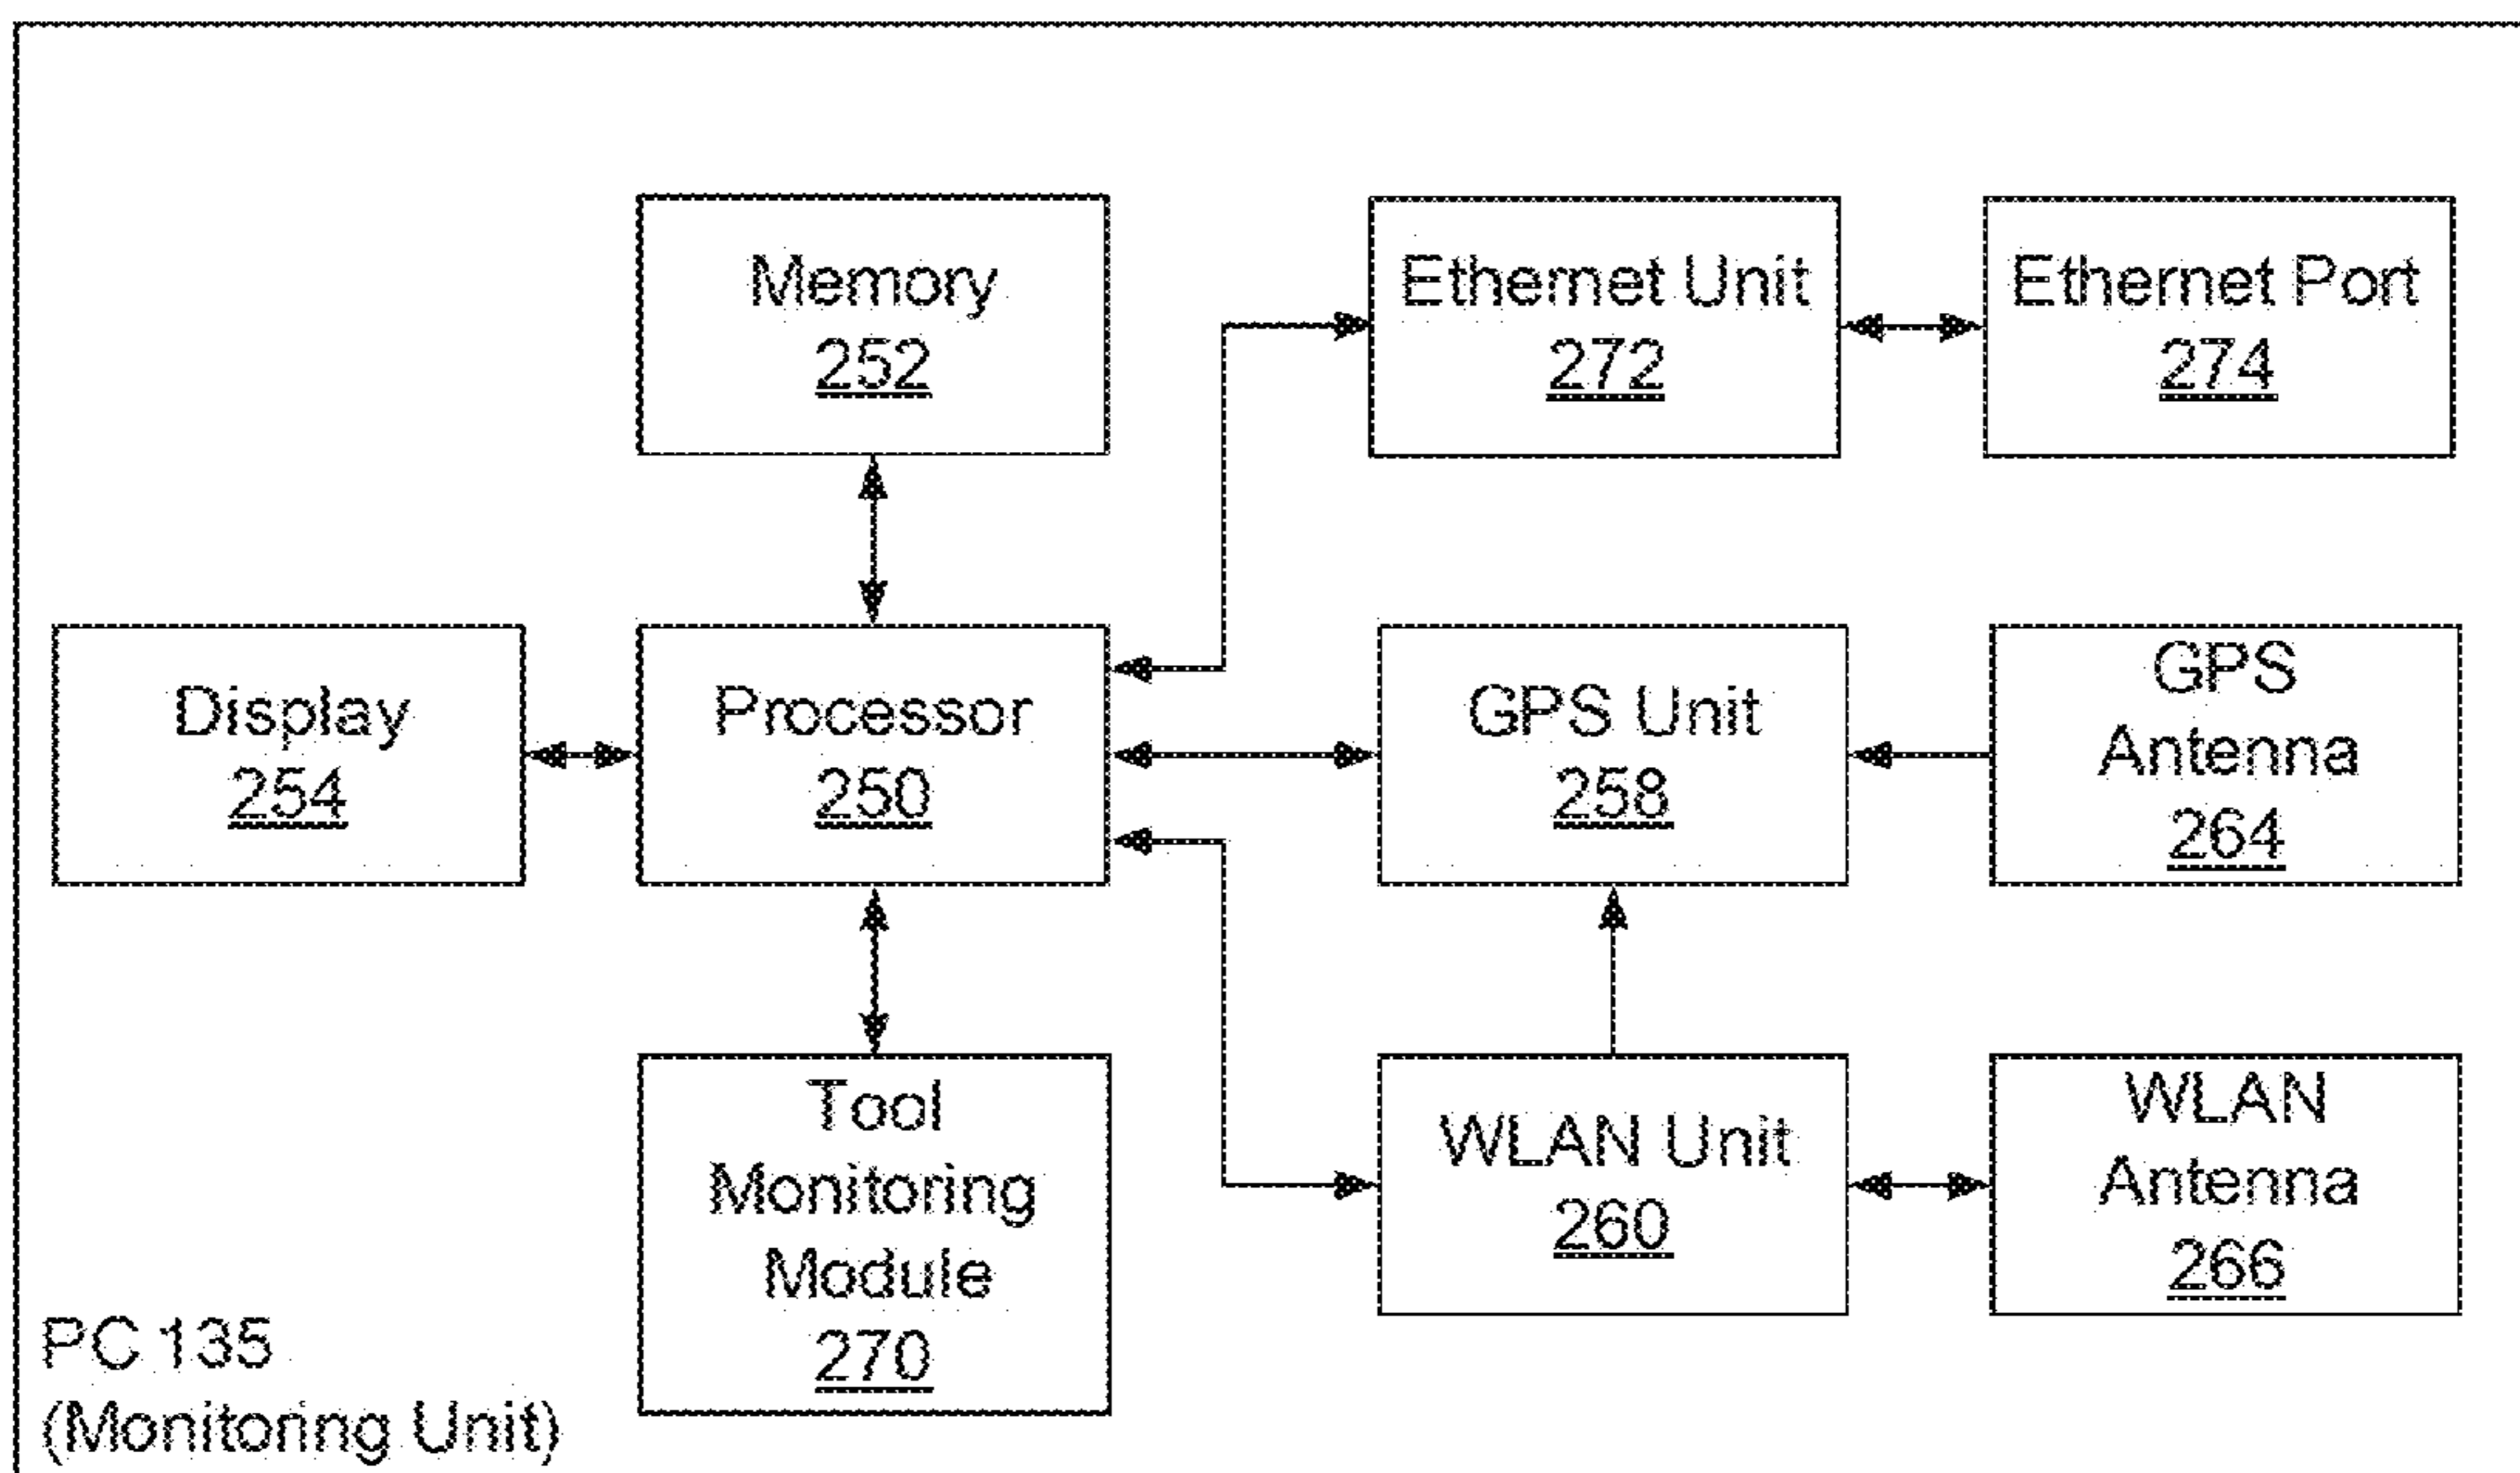 Memory
252
Ethernet Unit
272
Ethernet Port
274
Display
254
Processor
250
GPS Unit
258
GPS
Antenna
264
Tool
Monitoring
Module
270
WLAN Unit
260
WLAN
Antenna
266
PC 135
(Monitoring Unit)